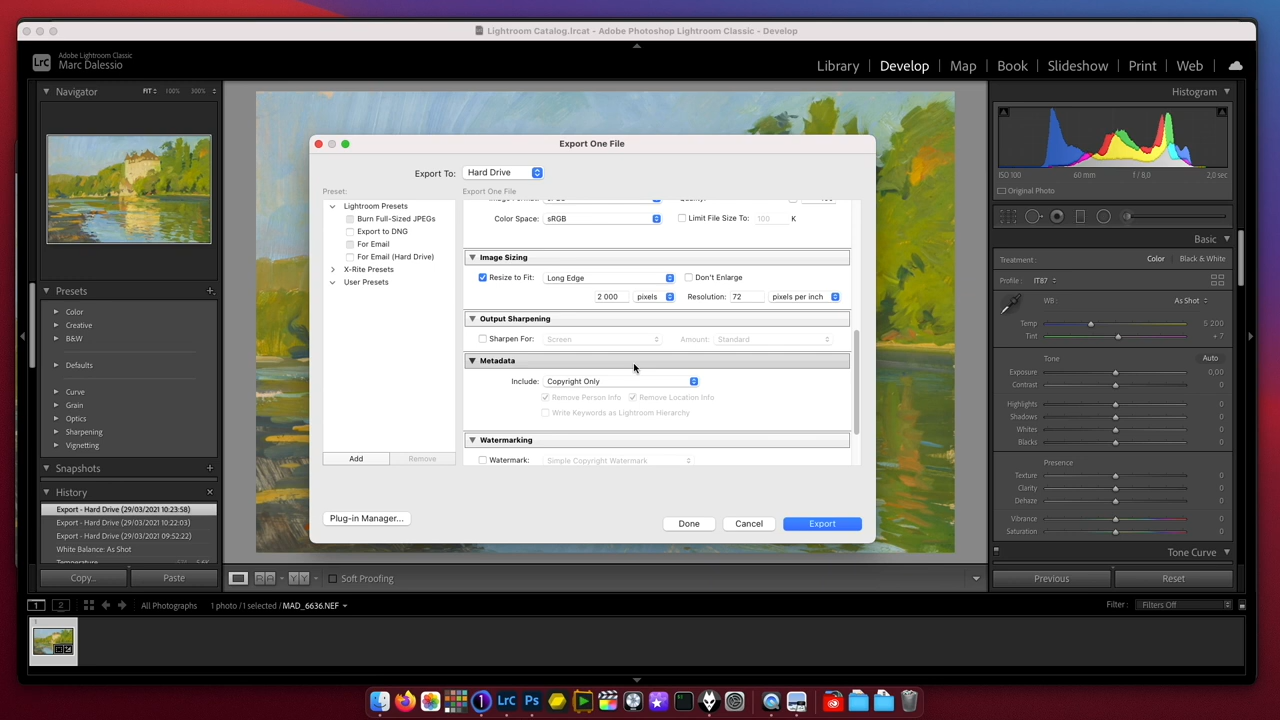 Lightroom Catalog.lrcat - Adobe Photoshop Lightroom Classic - Develop
Lrc
Adobe Lightroom Classic
Marc Dalessio
Library
Develop
Map
Book
Slideshow
Print
Web
Navigator
FIT
100%
300%
Presets
Color
Creative
B&W
Defaults
Curve
Grain
Optics
Sharpening
Vignetting
Snapshots
History
Export - Hard Drive (29/03/2021 10:23:58)
Export - Hard Drive (29/03/2021 10:22:03)
Export - Hard Drive (29/03/2021 09:52:22)
White Balance: As Shot
Copy...
Paste
Export One File
Export To: Hard Drive
Preset:
Lightroom Presets
Burn Full-Sized JPEGs
Export to DNG
For Email
For Email (Hard Drive)
X-Rite Presets
User Presets
Add
Remove
Plug-in Manager...
Export One File
Color Space: sRGB
Limit File Size To: 100 K
Image Sizing
Resize to Fit: Long Edge
Don't Enlarge
2 000 pixels
Resolution: 72 pixels per inch
Output Sharpening
Sharpen For: Screen
Amount: Standard
Metadata
Include: Copyright Only
Remove Person Info
Remove Location Info
Write Keywords as Lightroom Hierarchy
Watermarking
Watermark: Simple Copyright Watermark
Done
Cancel
Export
Histogram
ISO 100
60 mm
f / 8,0
2,0 sec
Original Photo
Basic
Treatment:
Color
Black & White
Profile: IT87
WB:
As Shot
Temp 5 200
Tint + 7
Tone
Auto
Exposure 0,00
Contrast 0
Highlights 0
Shadows 0
Whites 0
Blacks 0
Presence
Texture 0
Clarity 0
Dehaze 0
Vibrance 0
Saturation 0
Tone Curve
Previous
Reset
Soft Proofing
1
2
All Photographs
1 photo / 1 selected / MAD_6636.NEF
Filter :
Filters Off
1
LrC
Ps